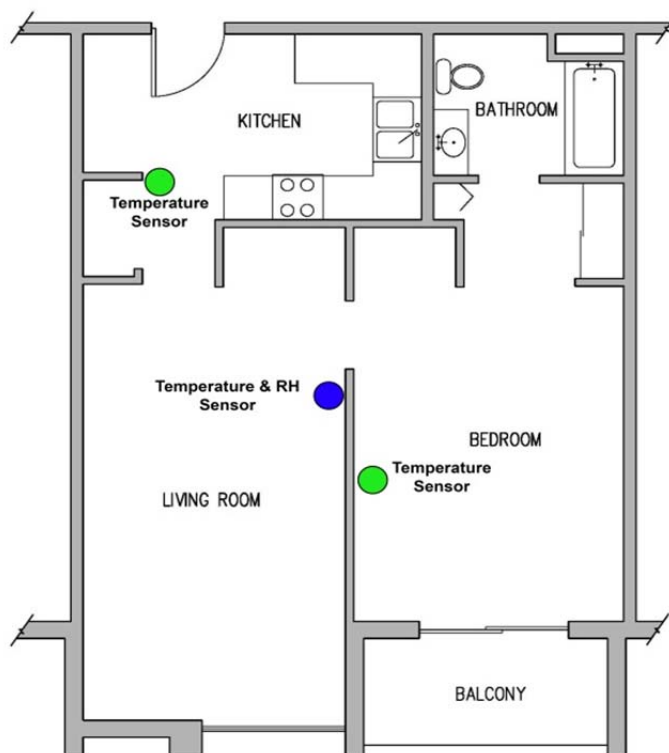 KITCHEN
BATHROOM
Temperature
Sensor
Temperature & RH
Sensor
BEDROOM
Temperature
Sensor
LIVING ROOM
BALCONY